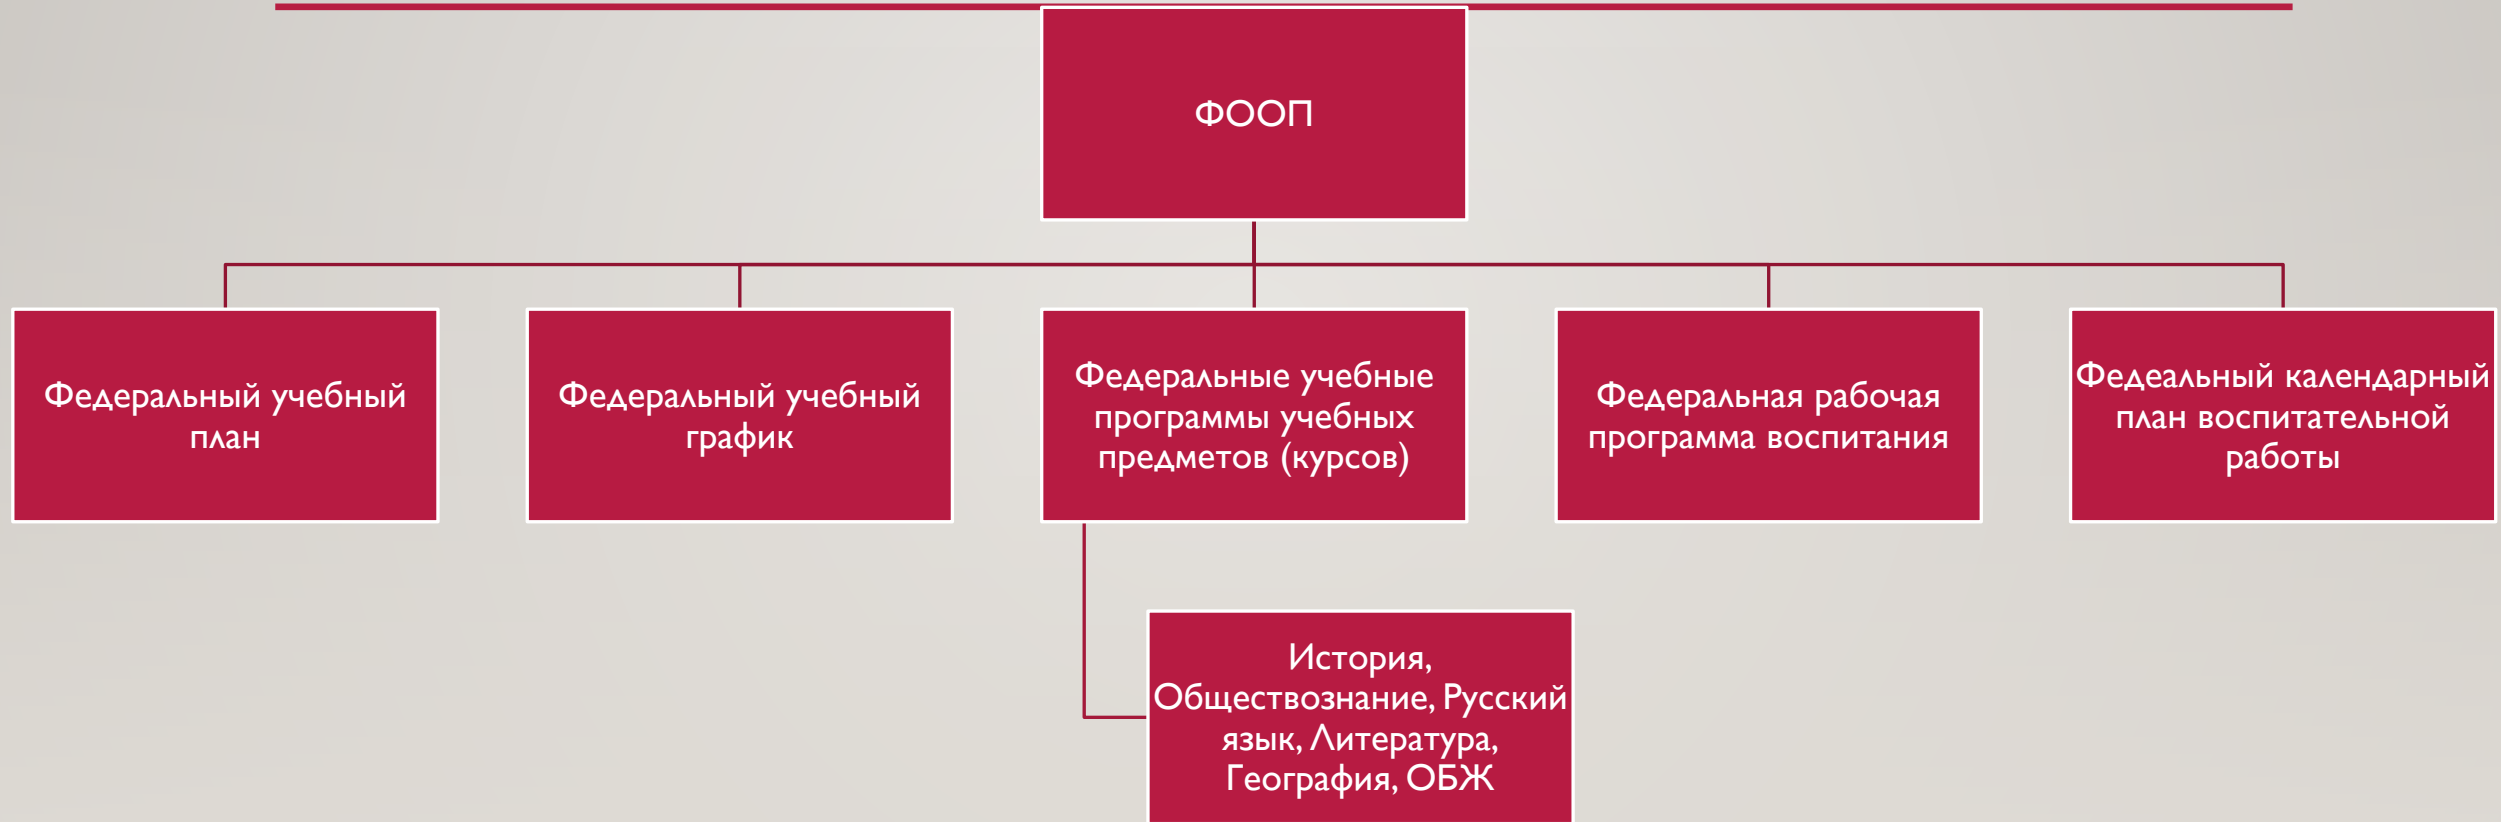 ФООП
Федеральный учебный
план
Федеральный учебный
график
Федеральные учебные
программы учебных
предметов (курсов)
Федеральная рабочая
программа воспитания
Федеальный календарный
план воспитательной
работы
История,
Обществознание, Русский
язык, Литература,
География, ОБЖ